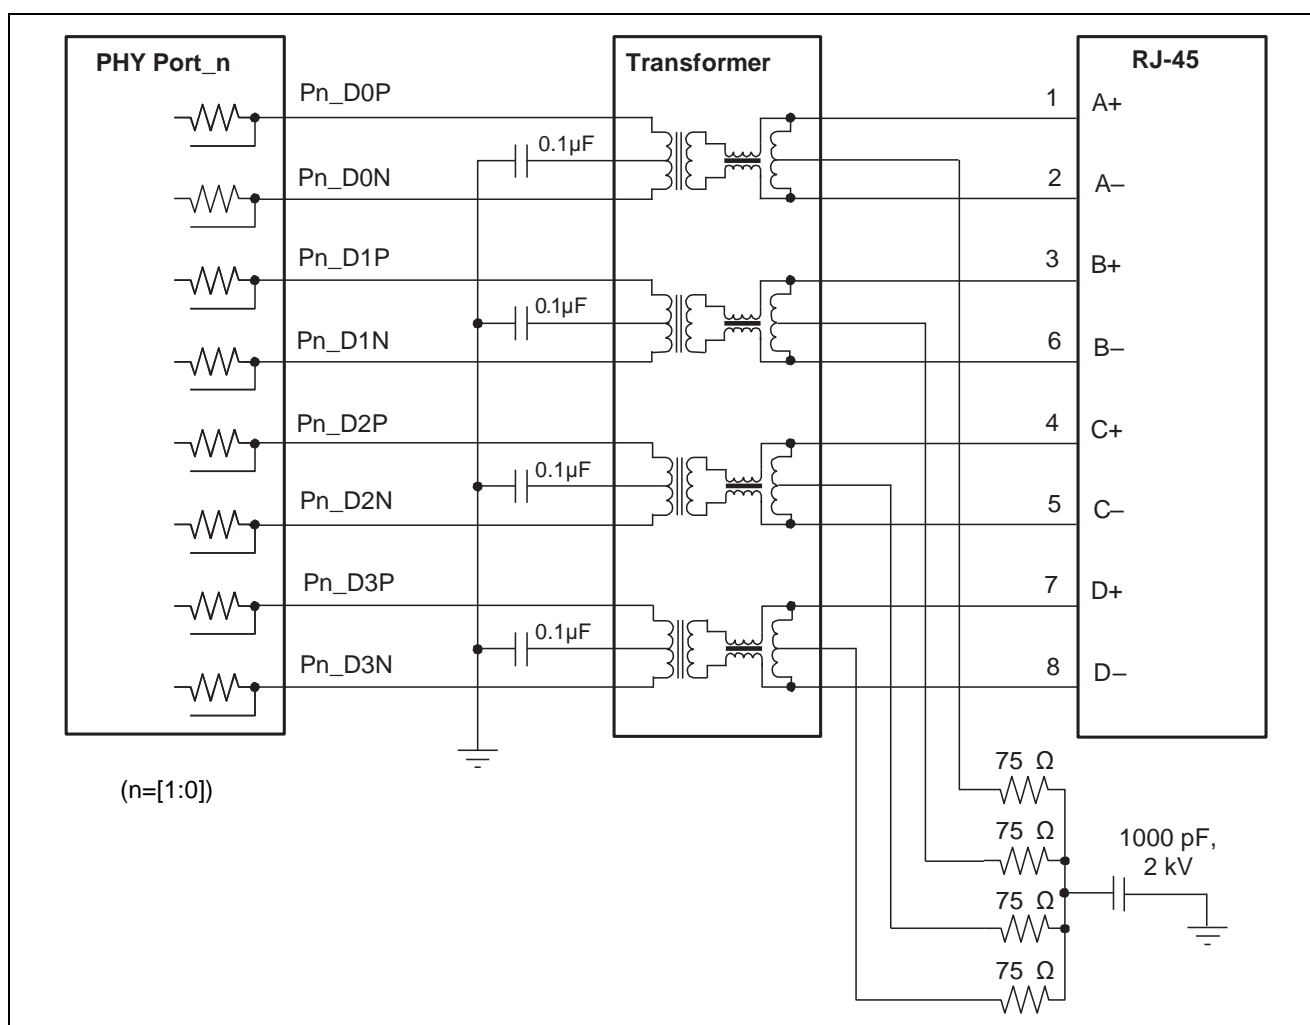 PHY Port_n
Transformer
RJ-45
Pn_D0P
0.1µF
1
A+
Pn_D0N
2
A–
Pn_D1P
0.1µF
3
B+
Pn_D1N
6
B–
Pn_D2P
0.1µF
4
C+
Pn_D2N
5
C–
Pn_D3P
0.1µF
7
D+
Pn_D3N
8
D–
(n=[1:0])
75 Ω
75 Ω
75 Ω
75 Ω
1000 pF,
2 kV